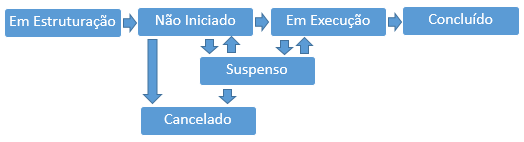 Em Estruturação
Não Iniciado
Em Execução
Concluído
Suspenso
Cancelado